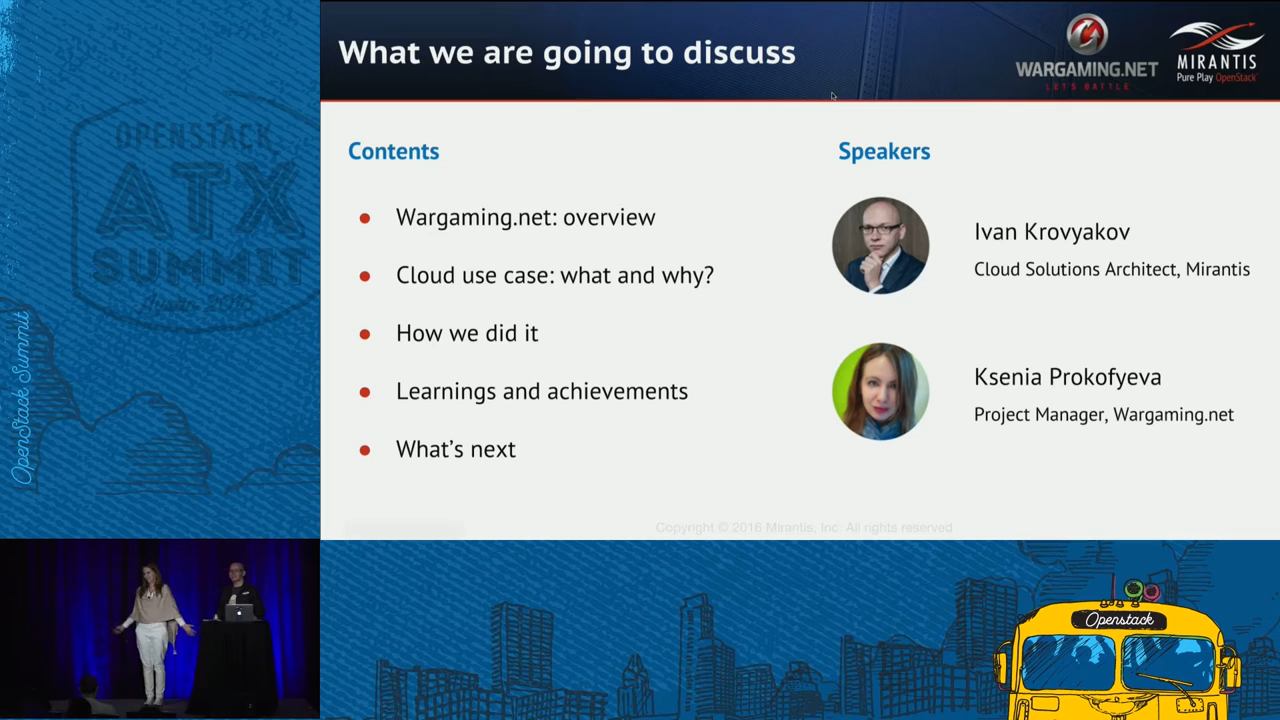 What we are going to discuss
WARGAMING.NET
LET'S BATTLE
MIRANTIS
Pure Play OpenStack
Contents
Wargaming.net: overview
Cloud use case: what and why?
How we did it
Learnings and achievements
What's next
Speakers
Ivan Krovyakov
Cloud Solutions Architect, Mirantis
Ksenia Prokofyeva
Project Manager, Wargaming.net
Copyright © 2016 Mirantis, Inc. All rights reserved
OPENSTACK
ATX
SUMMIT
OpenStack Summit
Openstack